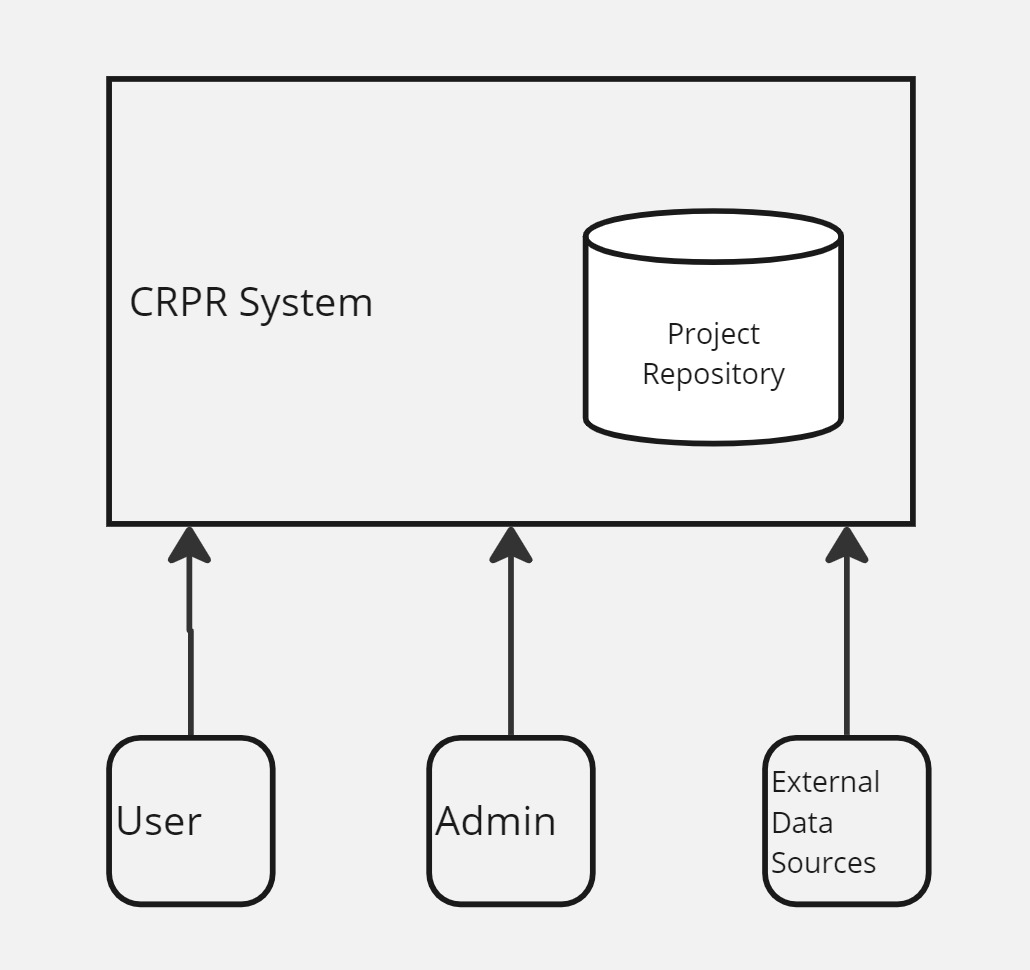 CRPR System
Project
Repository
User
Admin
External
Data
Sources